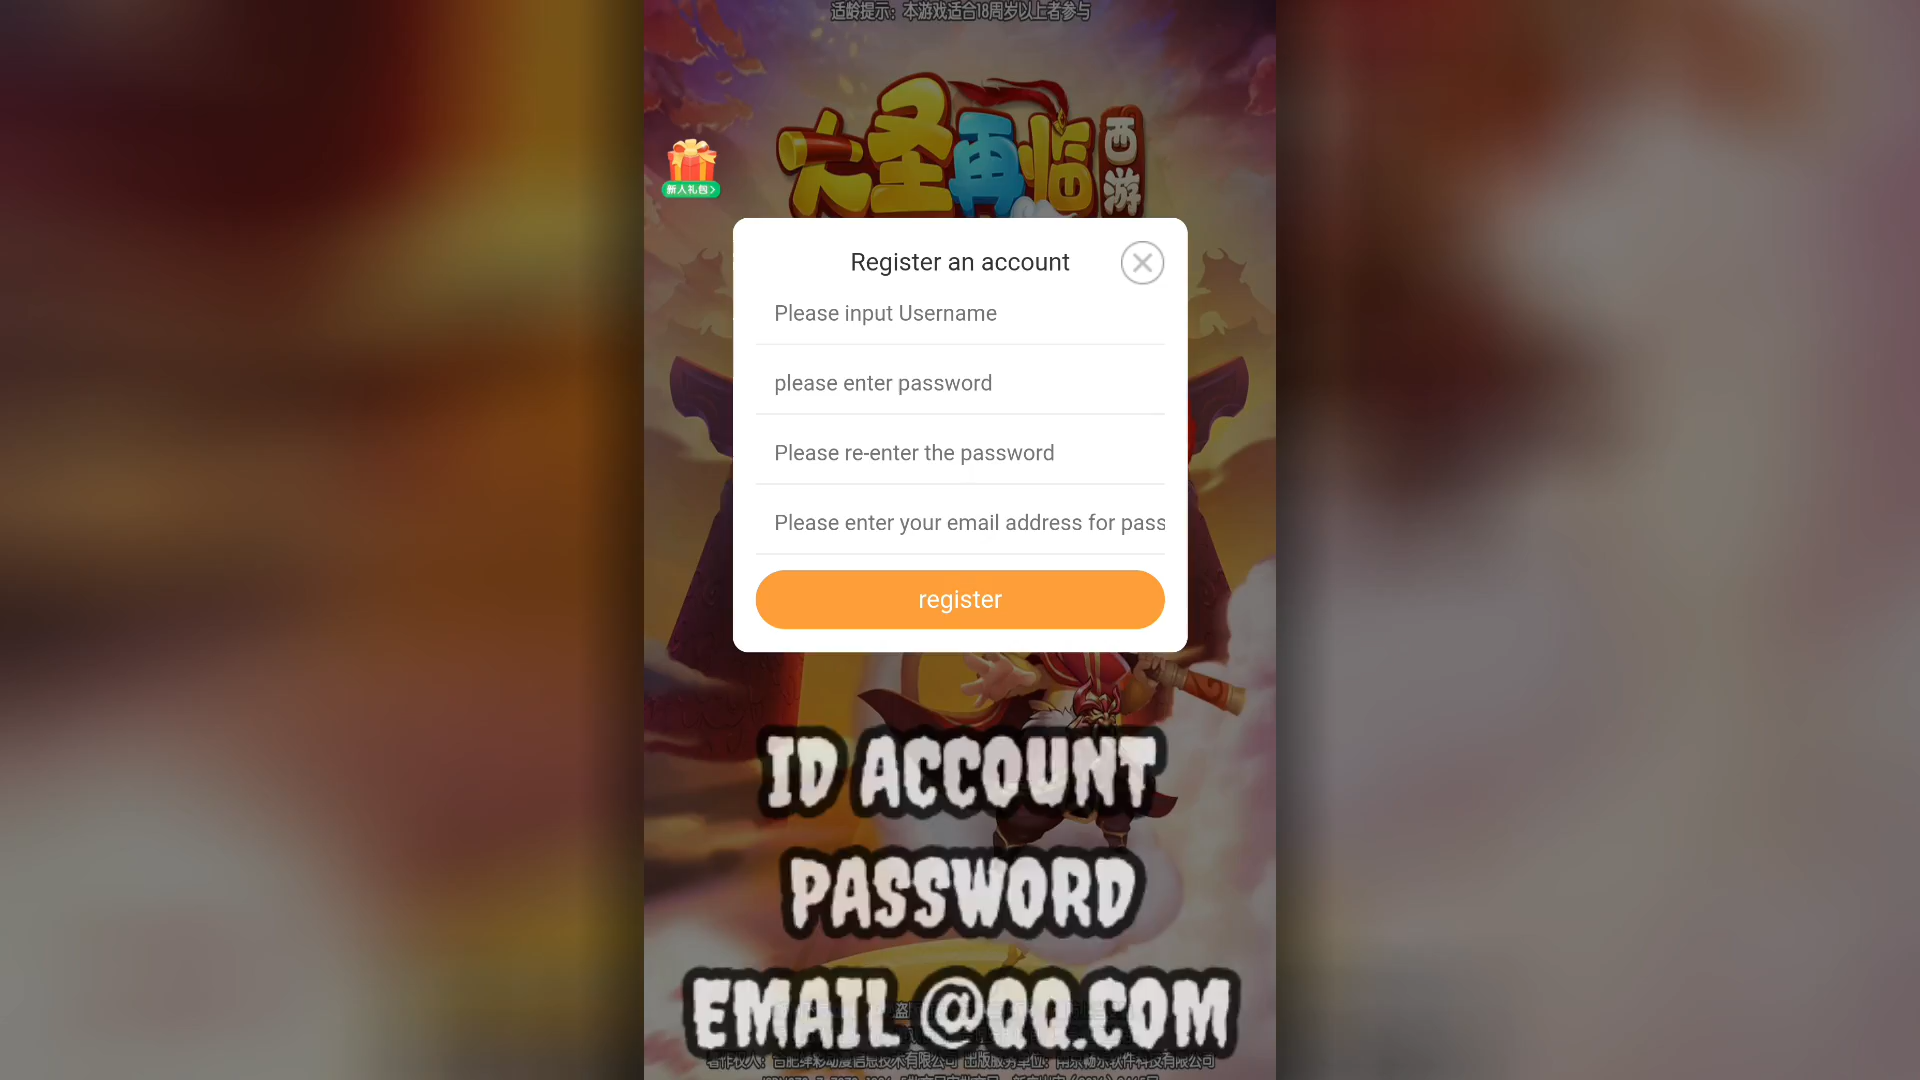 适龄提示：本游戏适合18周岁以上者参与
大圣再临
西游
新人礼包>
Register an account
Please input Username
please enter password
Please re-enter the password
Please enter your email address for pass
register
ID ACCOUNT
PASSWORD
EMAIL @QQ.COM